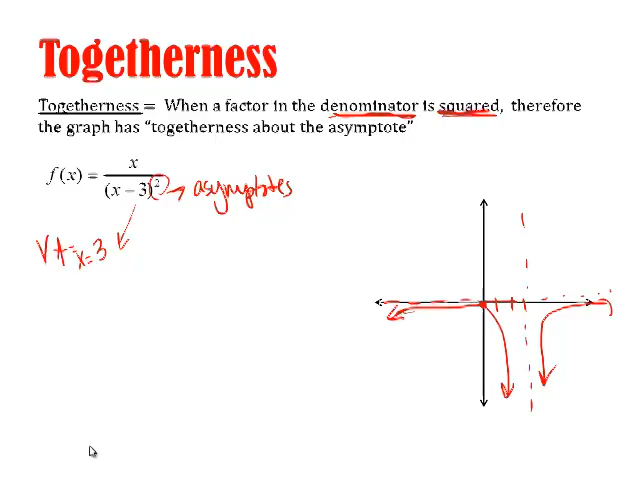 Togetherness
Togetherness = When a factor in the denominator is squared, therefore
the graph has "togetherness about the asymptote"
f(x) = x / (x − 3)² → asymptotes
VA = x = 3